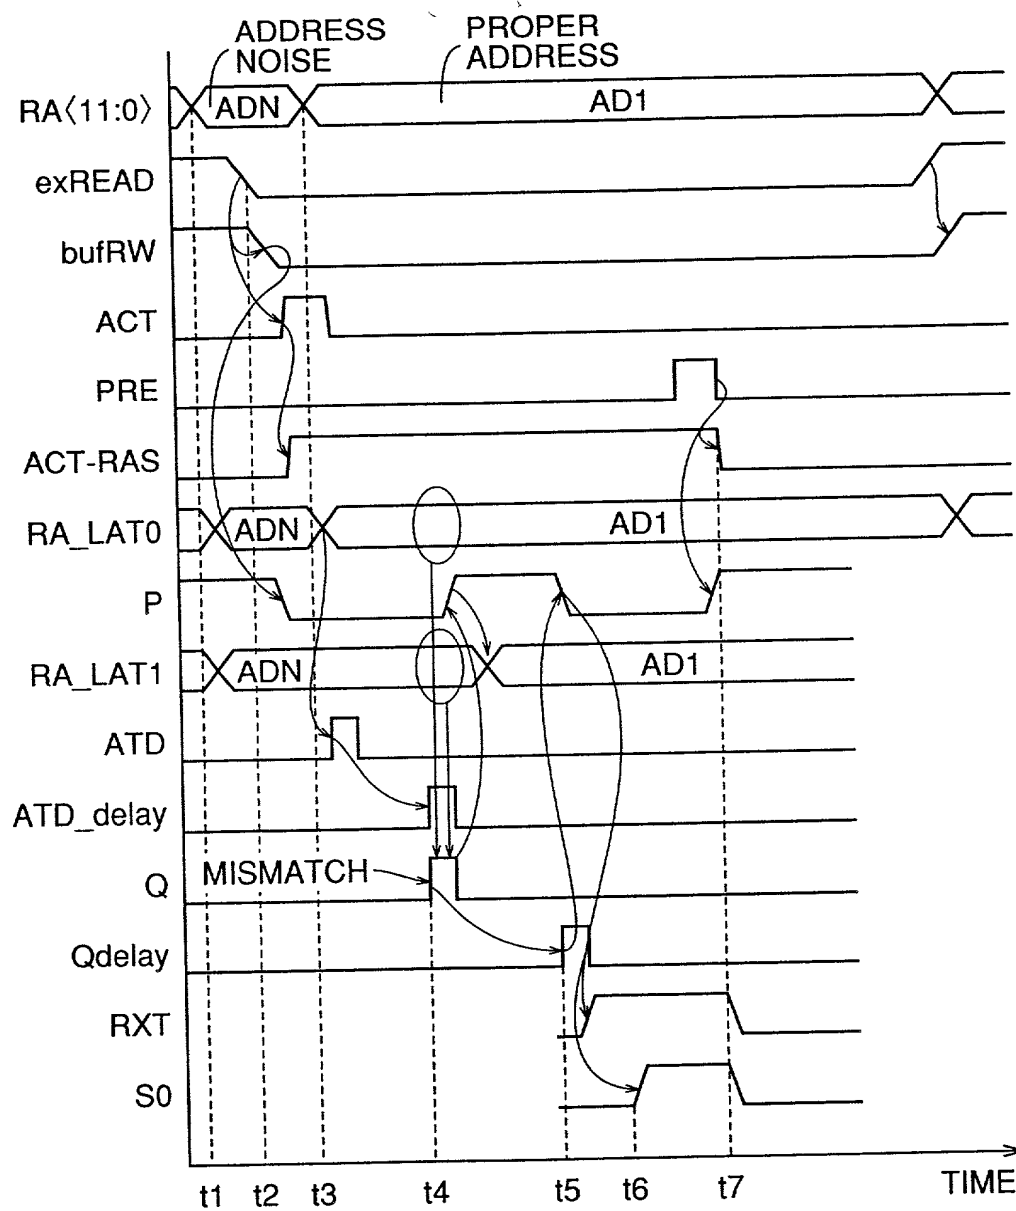 ADDRESS
NOISE
PROPER
ADDRESS
RA⟨11:0⟩
ADN
AD1
exREAD
bufRW
ACT
PRE
ACT-RAS
RA_LAT0
ADN
AD1
P
RA_LAT1
ADN
AD1
ATD
ATD_delay
Q
MISMATCH
Qdelay
RXT
S0
t1 t2 t3 t4 t5 t6 t7
TIME